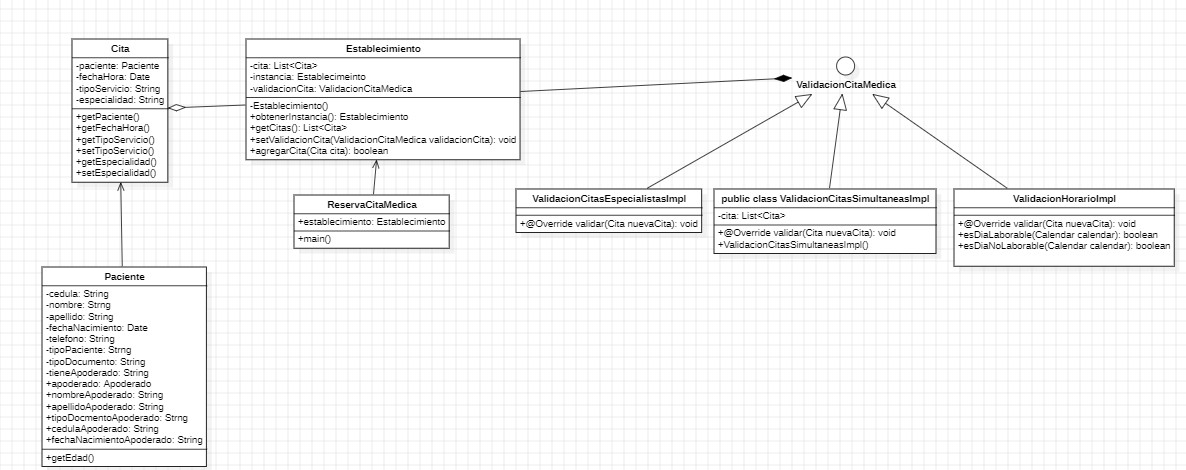 Cita
-paciente: Paciente
-fechaHora: Date
-tipoServicio: String
-especialidad: String
+getPaciente()
+getFechaHora()
+getTipoServicio()
+setTipoServicio()
+getEspecialidad()
+setEspecialidad()
Establecimiento
-cita: List<Cita>
-instancia: Establecimeinto
-validacionCita: ValidacionCitaMedica
-Establecimiento()
+obtenerInstancia(): Establecimiento
+getCitas(): List<Cita>
+setValidacionCita(ValidacionCitaMedica validacionCita): void
+agregarCita(Cita cita): boolean
ValidacionCitaMedica
ReservaCitaMedica
+establecimiento: Establecimiento
+main()
ValidacionCitasEspecialistasImpl
+@Override validar(Cita nuevaCita): void
public class ValidacionCitasSimultaneasImpl
-cita: List<Cita>
+@Override validar(Cita nuevaCita): void
+ValidacionCitasSimultaneasImpl()
ValidacionHorarioImpl
+@Override validar(Cita nuevaCita): void
+esDiaLaborable(Calendar calendar): boolean
+esDiaNoLaborable(Calendar calendar): boolean
Paciente
-cedula: String
-nombre: Strng
-apellido: String
-fechaNacimiento: Date
-telefono: String
-tipoPaciente: Strng
-tipoDocumento: String
-tieneApoderado: String
+apoderado: Apoderado
+nombreApoderado: String
+apellidoApoderado: String
+tipoDocmentoApoderado: Strng
+cedulaApoderado: String
+fechaNacimientoApoderado: String
+getEdad()